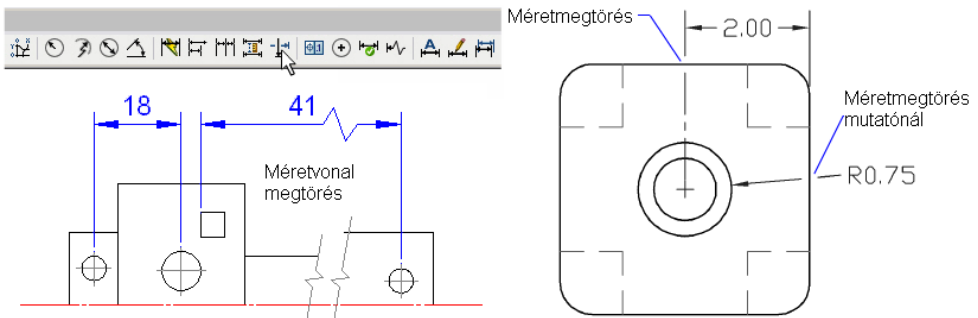 18
41
Méretvonal
megtörés
Méretmegtörés
2.00
Méretmegtörés
mutatónál
R0.75